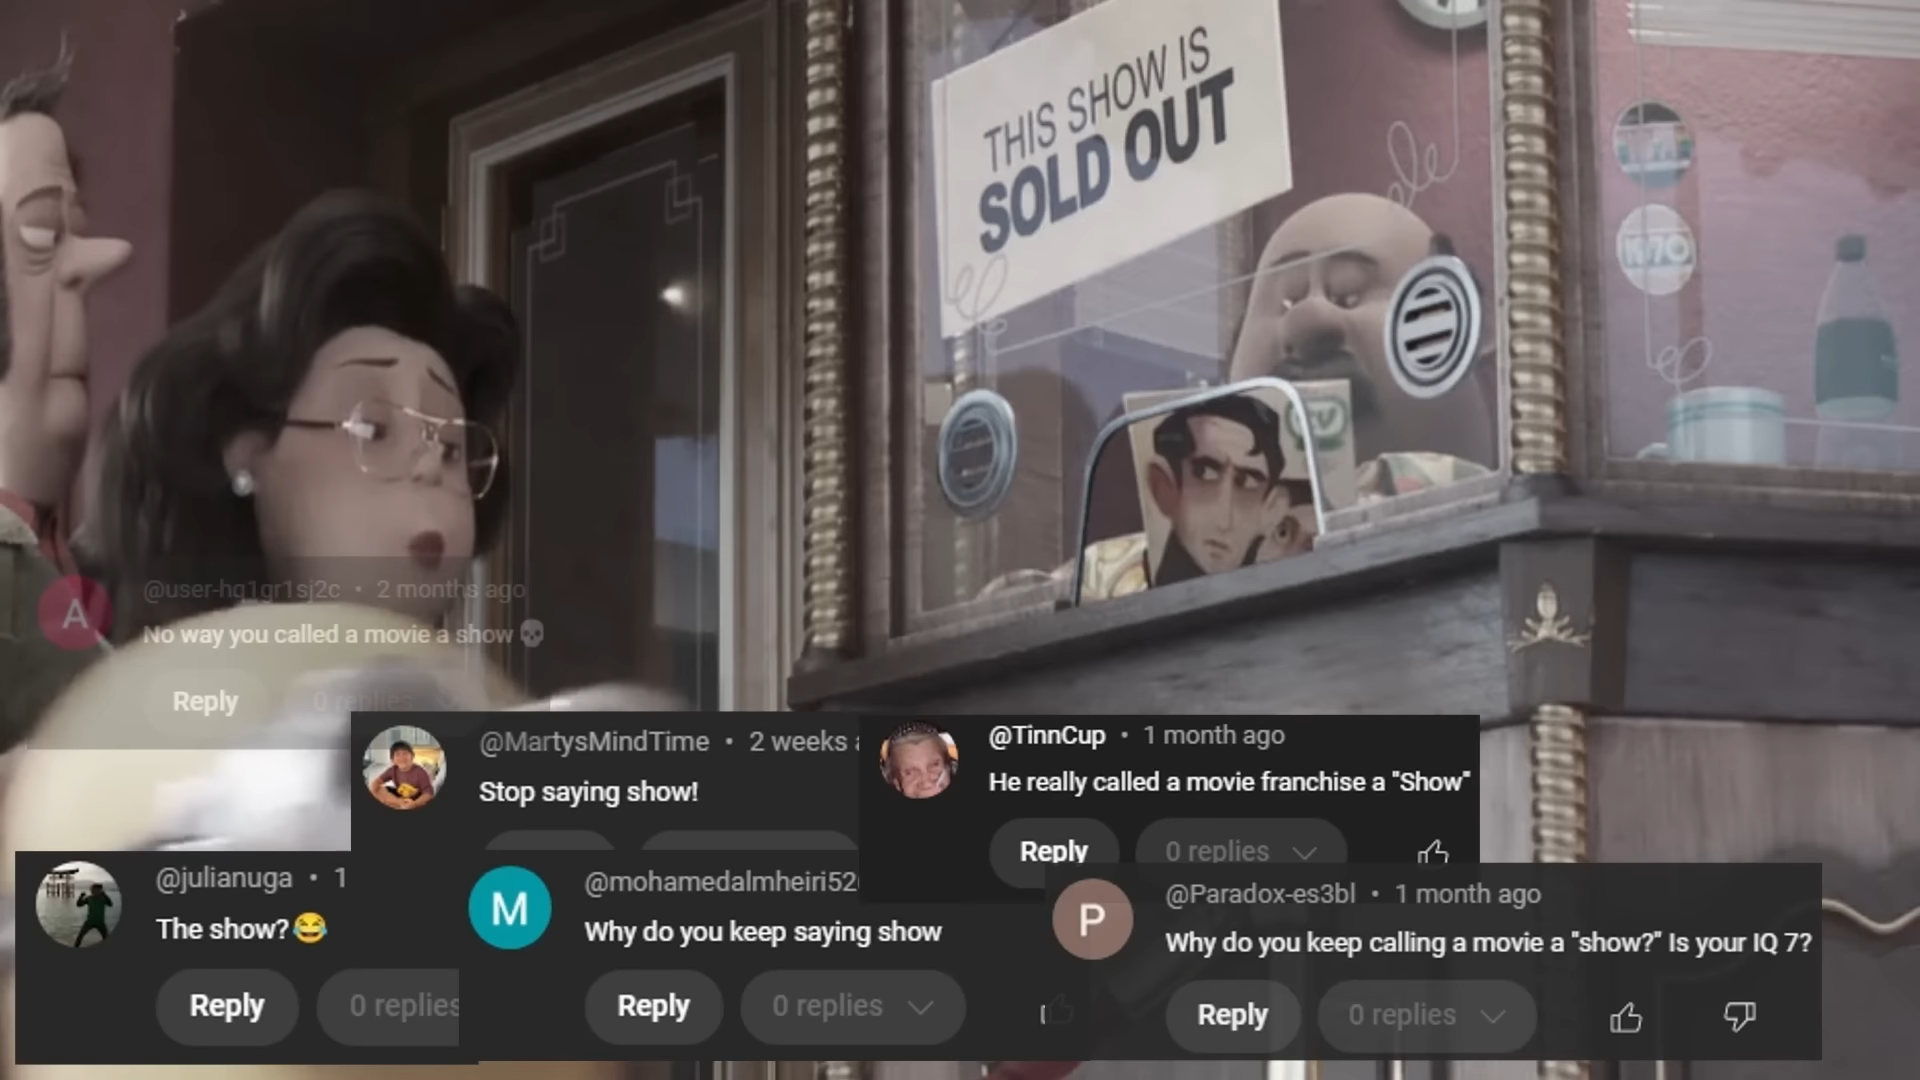 THIS SHOW IS
SOLD OUT
1970
@user-hq1gr1sj2c • 2 months ago
A
No way you called a movie a show💀
Reply
0 replies
@MartysMindTime • 2 weeks a
Stop saying show!
@TinnCup • 1 month ago
He really called a movie franchise a "Show"
Reply
0 replies
@julianuga • 1
The show?😂
Reply
0 replies
M
@mohamedalmheiri52
Why do you keep saying show
Reply
0 replies
P
@Paradox-es3bl • 1 month ago
Why do you keep calling a movie a "show?" Is your IQ 7?
Reply
0 replies